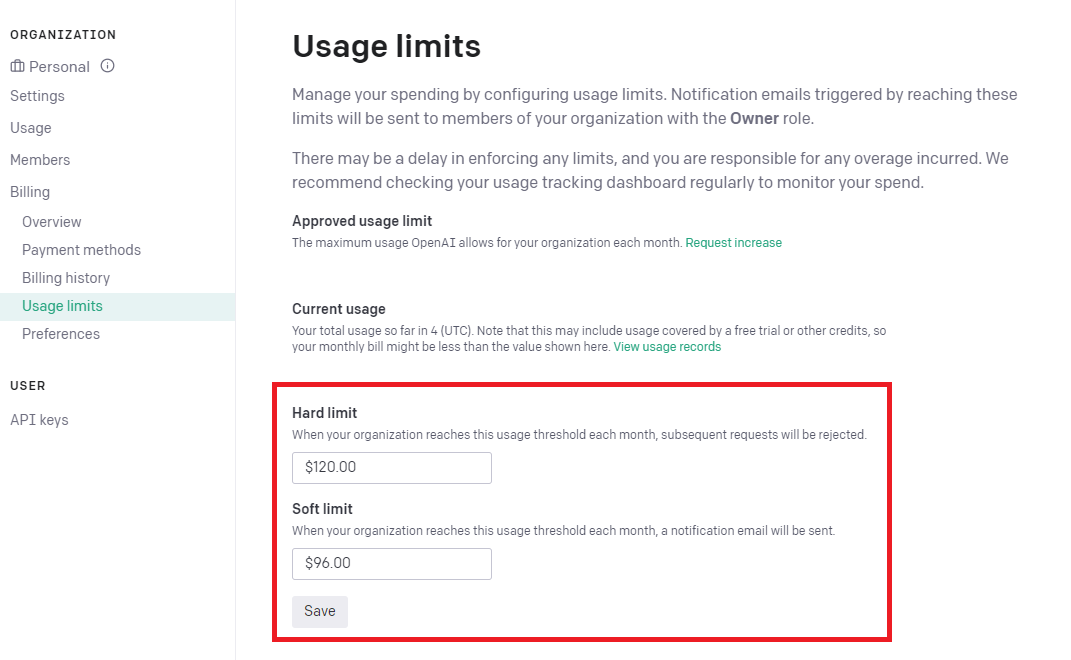 ORGANIZATION
Personal
Settings
Usage
Members
Billing
Overview
Payment methods
Billing history
Usage limits
Preferences
USER
API keys
Usage limits
Manage your spending by configuring usage limits. Notification emails triggered by reaching these
limits will be sent to members of your organization with the Owner role.
There may be a delay in enforcing any limits, and you are responsible for any overage incurred. We
recommend checking your usage tracking dashboard regularly to monitor your spend.
Approved usage limit
The maximum usage OpenAI allows for your organization each month. Request increase
Current usage
Your total usage so far in 4 (UTC). Note that this may include usage covered by a free trial or other credits, so
your monthly bill might be less than the value shown here. View usage records
Hard limit
When your organization reaches this usage threshold each month, subsequent requests will be rejected.
$120.00
Soft limit
When your organization reaches this usage threshold each month, a notification email will be sent.
$96.00
Save